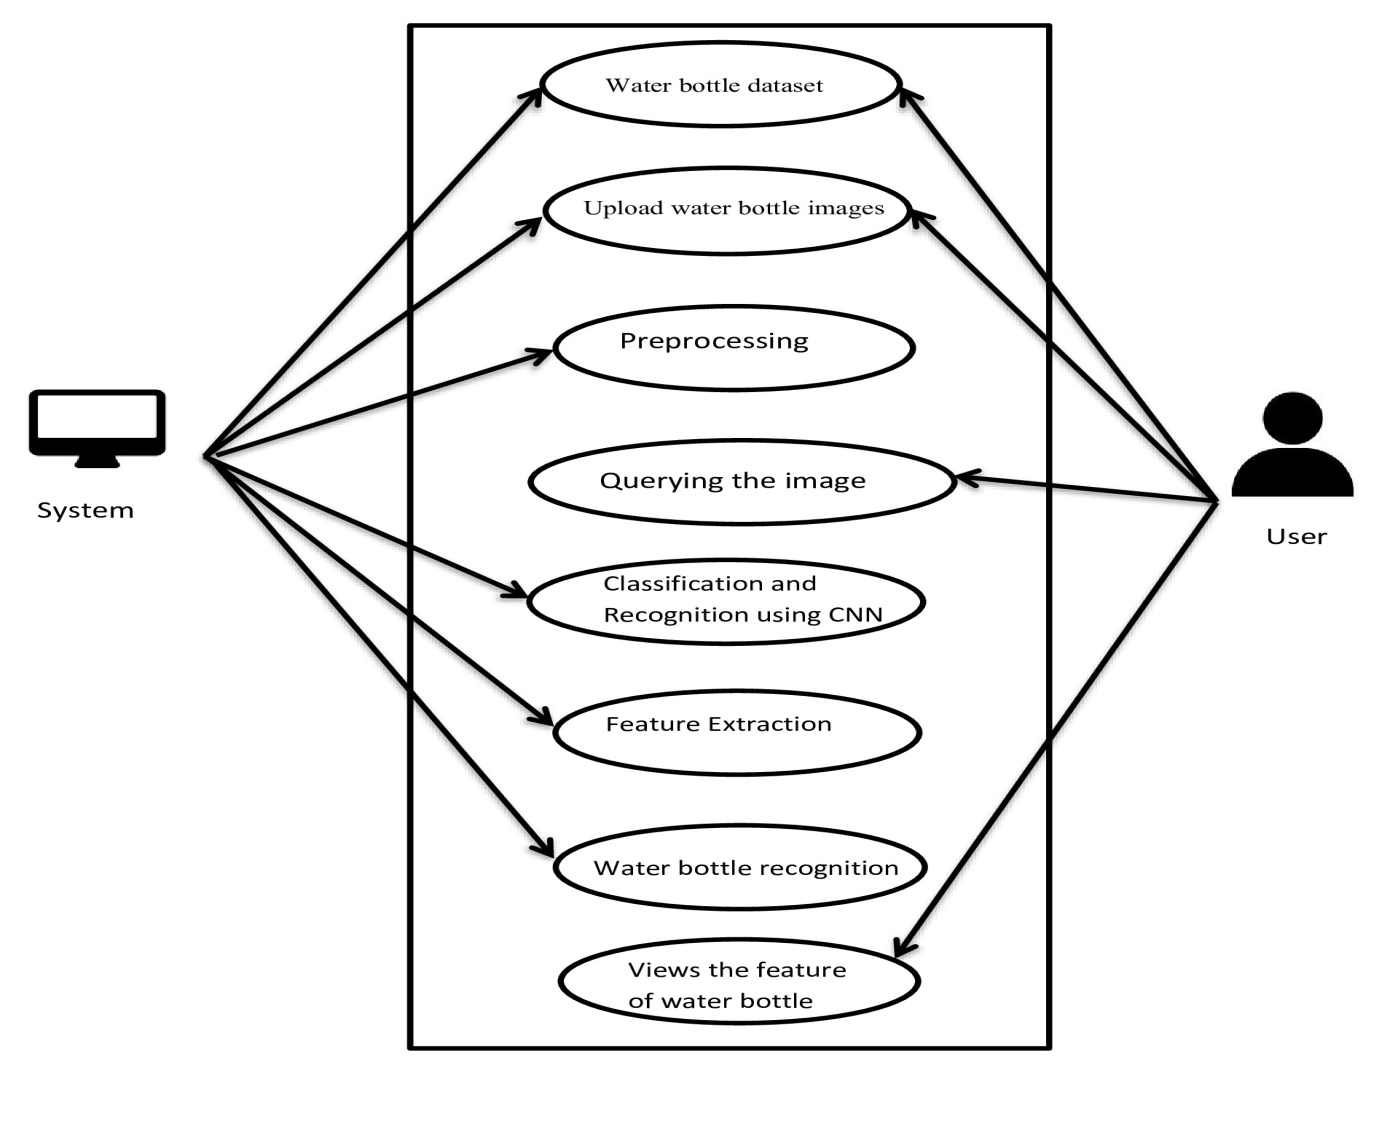 Water bottle dataset
Upload water bottle images
Preprocessing
Querying the image
System
User
Classification and
Recognition using CNN
Feature Extraction
Water bottle recognition
Views the feature
of water bottle